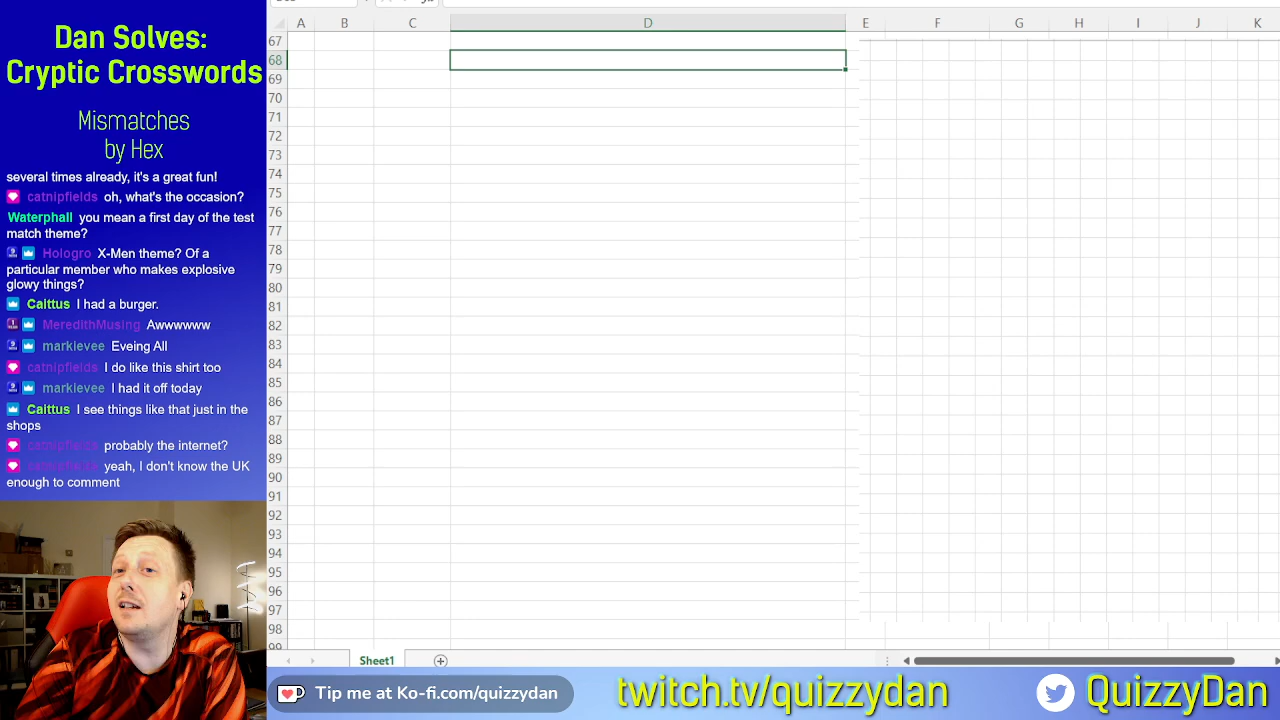 Dan Solves:
Cryptic Crosswords
Mismatches
by Hex
several times already, it's a great fun!
catnipfields oh, what's the occasion?
Waterphall you mean a first day of the test
match theme?
Hologro X-Men theme? Of a
particular member who makes explosive
glowy things?
Calttus I had a burger.
MeredithMusing Awwwwww
markievee Eveing All
catnipfields I do like this shirt too
markievee I had it off today
Calttus I see things like that just in the
shops
catnipfields probably the internet?
catnipfields yeah, I don't know the UK
enough to comment
A B C D E F G H I J K
67
68
69
70
71
72
73
74
75
76
77
78
79
80
81
82
83
84
85
86
87
88
89
90
91
92
93
94
95
96
97
98
99
Sheet1
Tip me at Ko-fi.com/quizzydan
twitch.tv/quizzydan
QuizzyDan